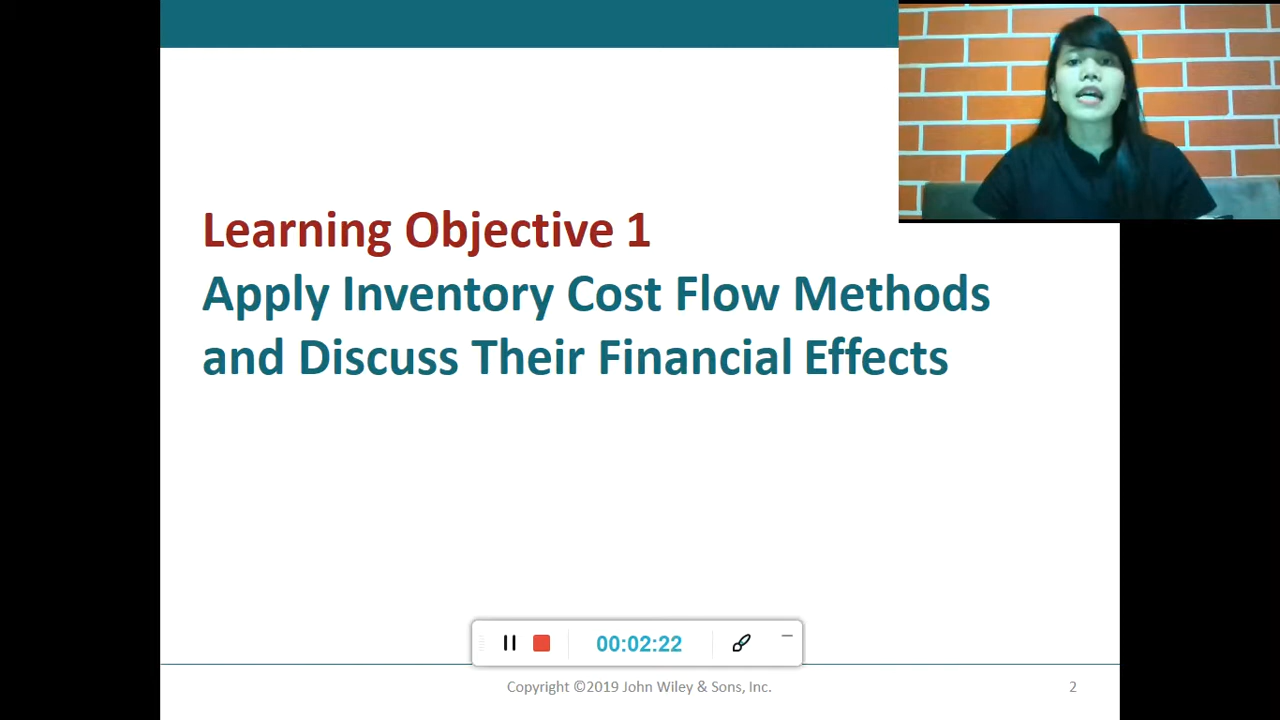 Learning Objective 1
Apply Inventory Cost Flow Methods
and Discuss Their Financial Effects
00:02:22
Copyright ©2019 John Wiley & Sons, Inc.
2